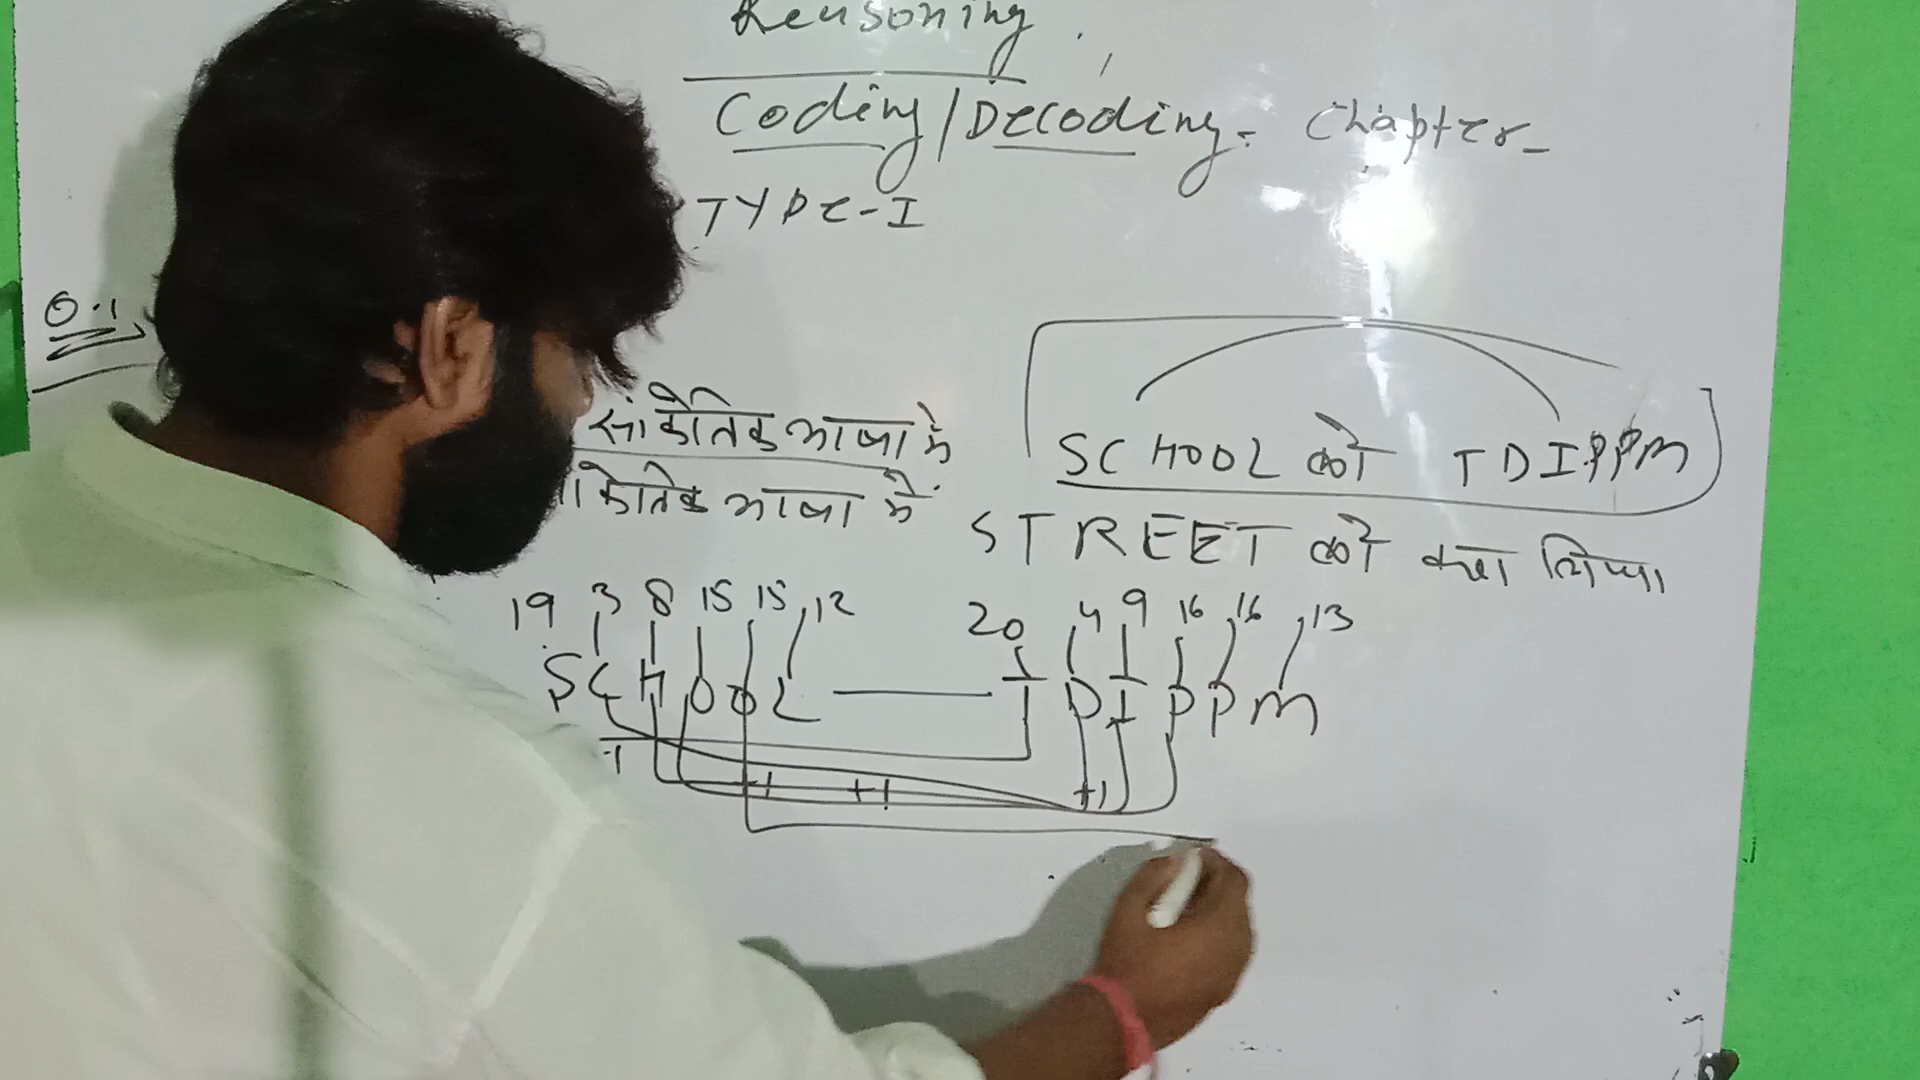 Reasoning
Coding/Decoding - Chapter-
TYPE-I
Q.1
सांकेतिक भाषा में SCHOOL को TDIPPM
सांकेतिक भाषा में STREET को क्या लिखा
19 3 8 15 15 12 20 4 9 16 16 13
SCHOOL — TDIPPM
+1 +1 +1 +1